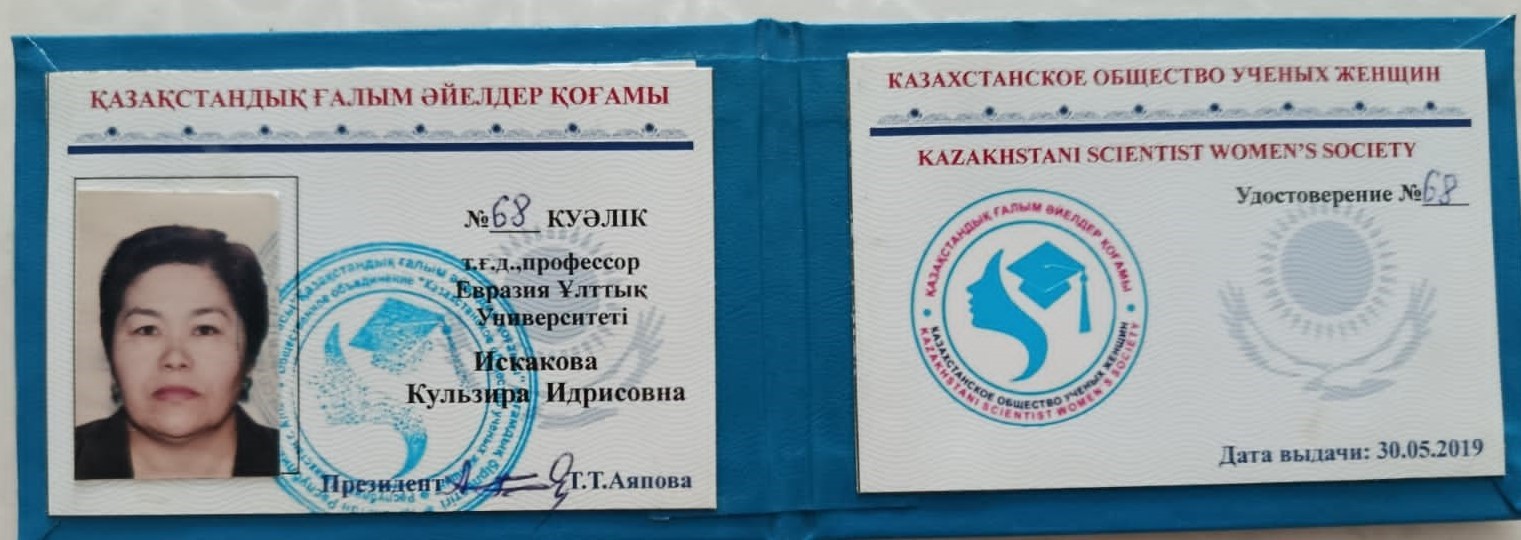 ҚАЗАҚСТАНДЫҚ ҒАЛЫМ ӘЙЕЛДЕР ҚОҒАМЫ
№68 КУӘЛІК
т.ғ.д.,профессор
Евразия Ұлттық
Университеті
Искакова
Кульзира Идрисовна
Президент Т.Т.Аяпова
КАЗАХСТАНСКОЕ ОБЩЕСТВО УЧЕНЫХ ЖЕНЩИН
KAZAKHSTANI SCIENTIST WOMEN'S SOCIETY
Удостоверение №68
ҚАЗАҚСТАНДЫҚ ҒАЛЫМ ӘЙЕЛДЕР ҚОҒАМЫ
КАЗАХСТАНСКОЕ ОБЩЕСТВО УЧЕНЫХ ЖЕНЩИН
KAZAKHSTANI SCIENTIST WOMEN'S SOCIETY
Дата выдачи: 30.05.2019